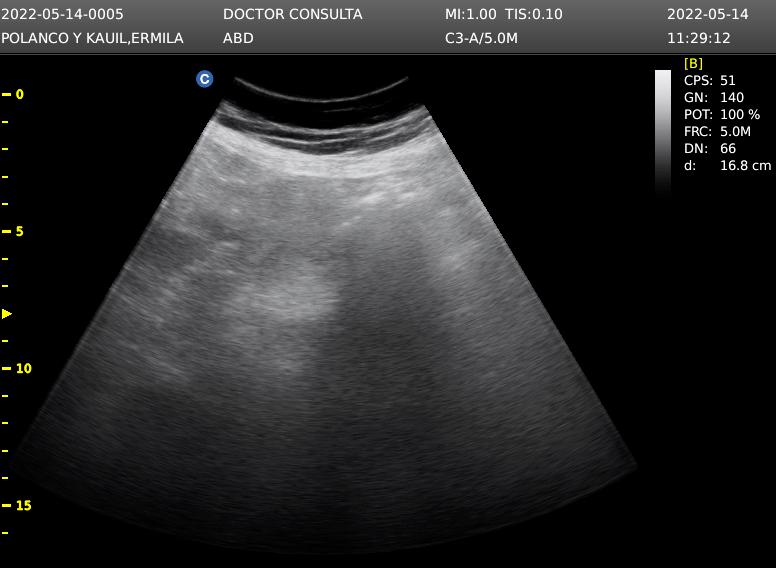 2022-05-14-0005 DOCTOR CONSULTA MI:1.00 TIS:0.10 2022-05-14
POLANCO Y KAUIL,ERMILA ABD C3-A/5.0M 11:29:12
[B]
C
CPS: 51
0
GN: 140
POT: 100 %
FRC: 5.0M
DN: 66
d: 16.8 cm
5
10
15